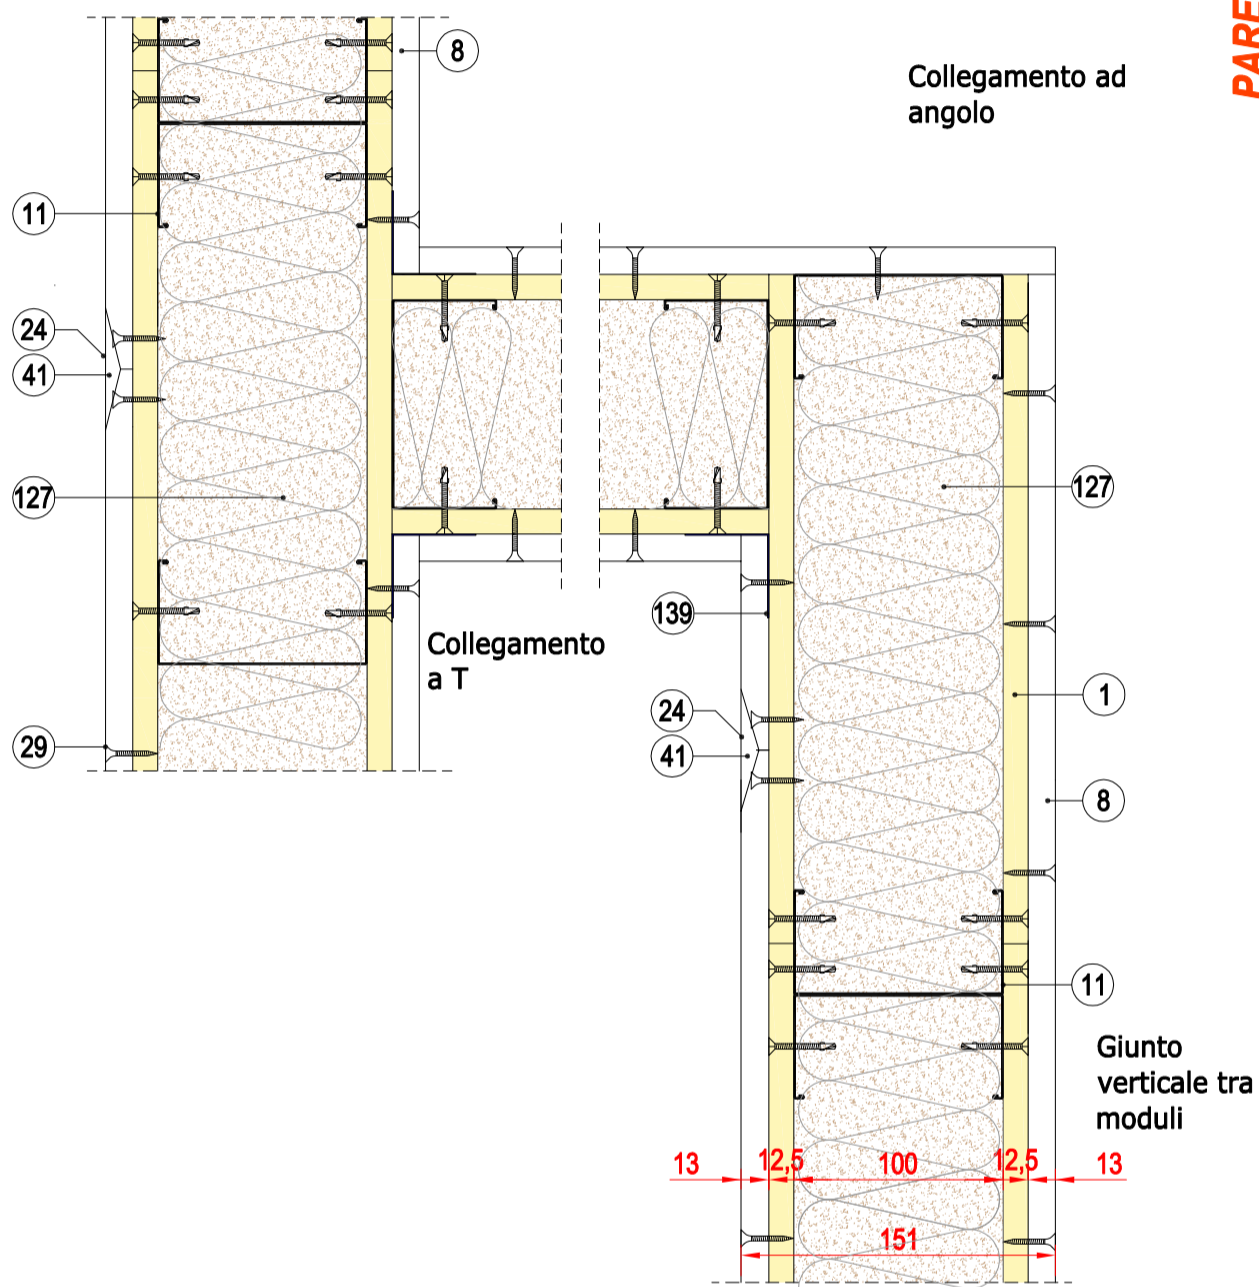 PARE
8
Collegamento ad
angolo
11
24
41
127
127
139
Collegamento
a T
1
24
29
41
8
11
Giunto
verticale tra
moduli
13
12,5
100
12,5
13
151